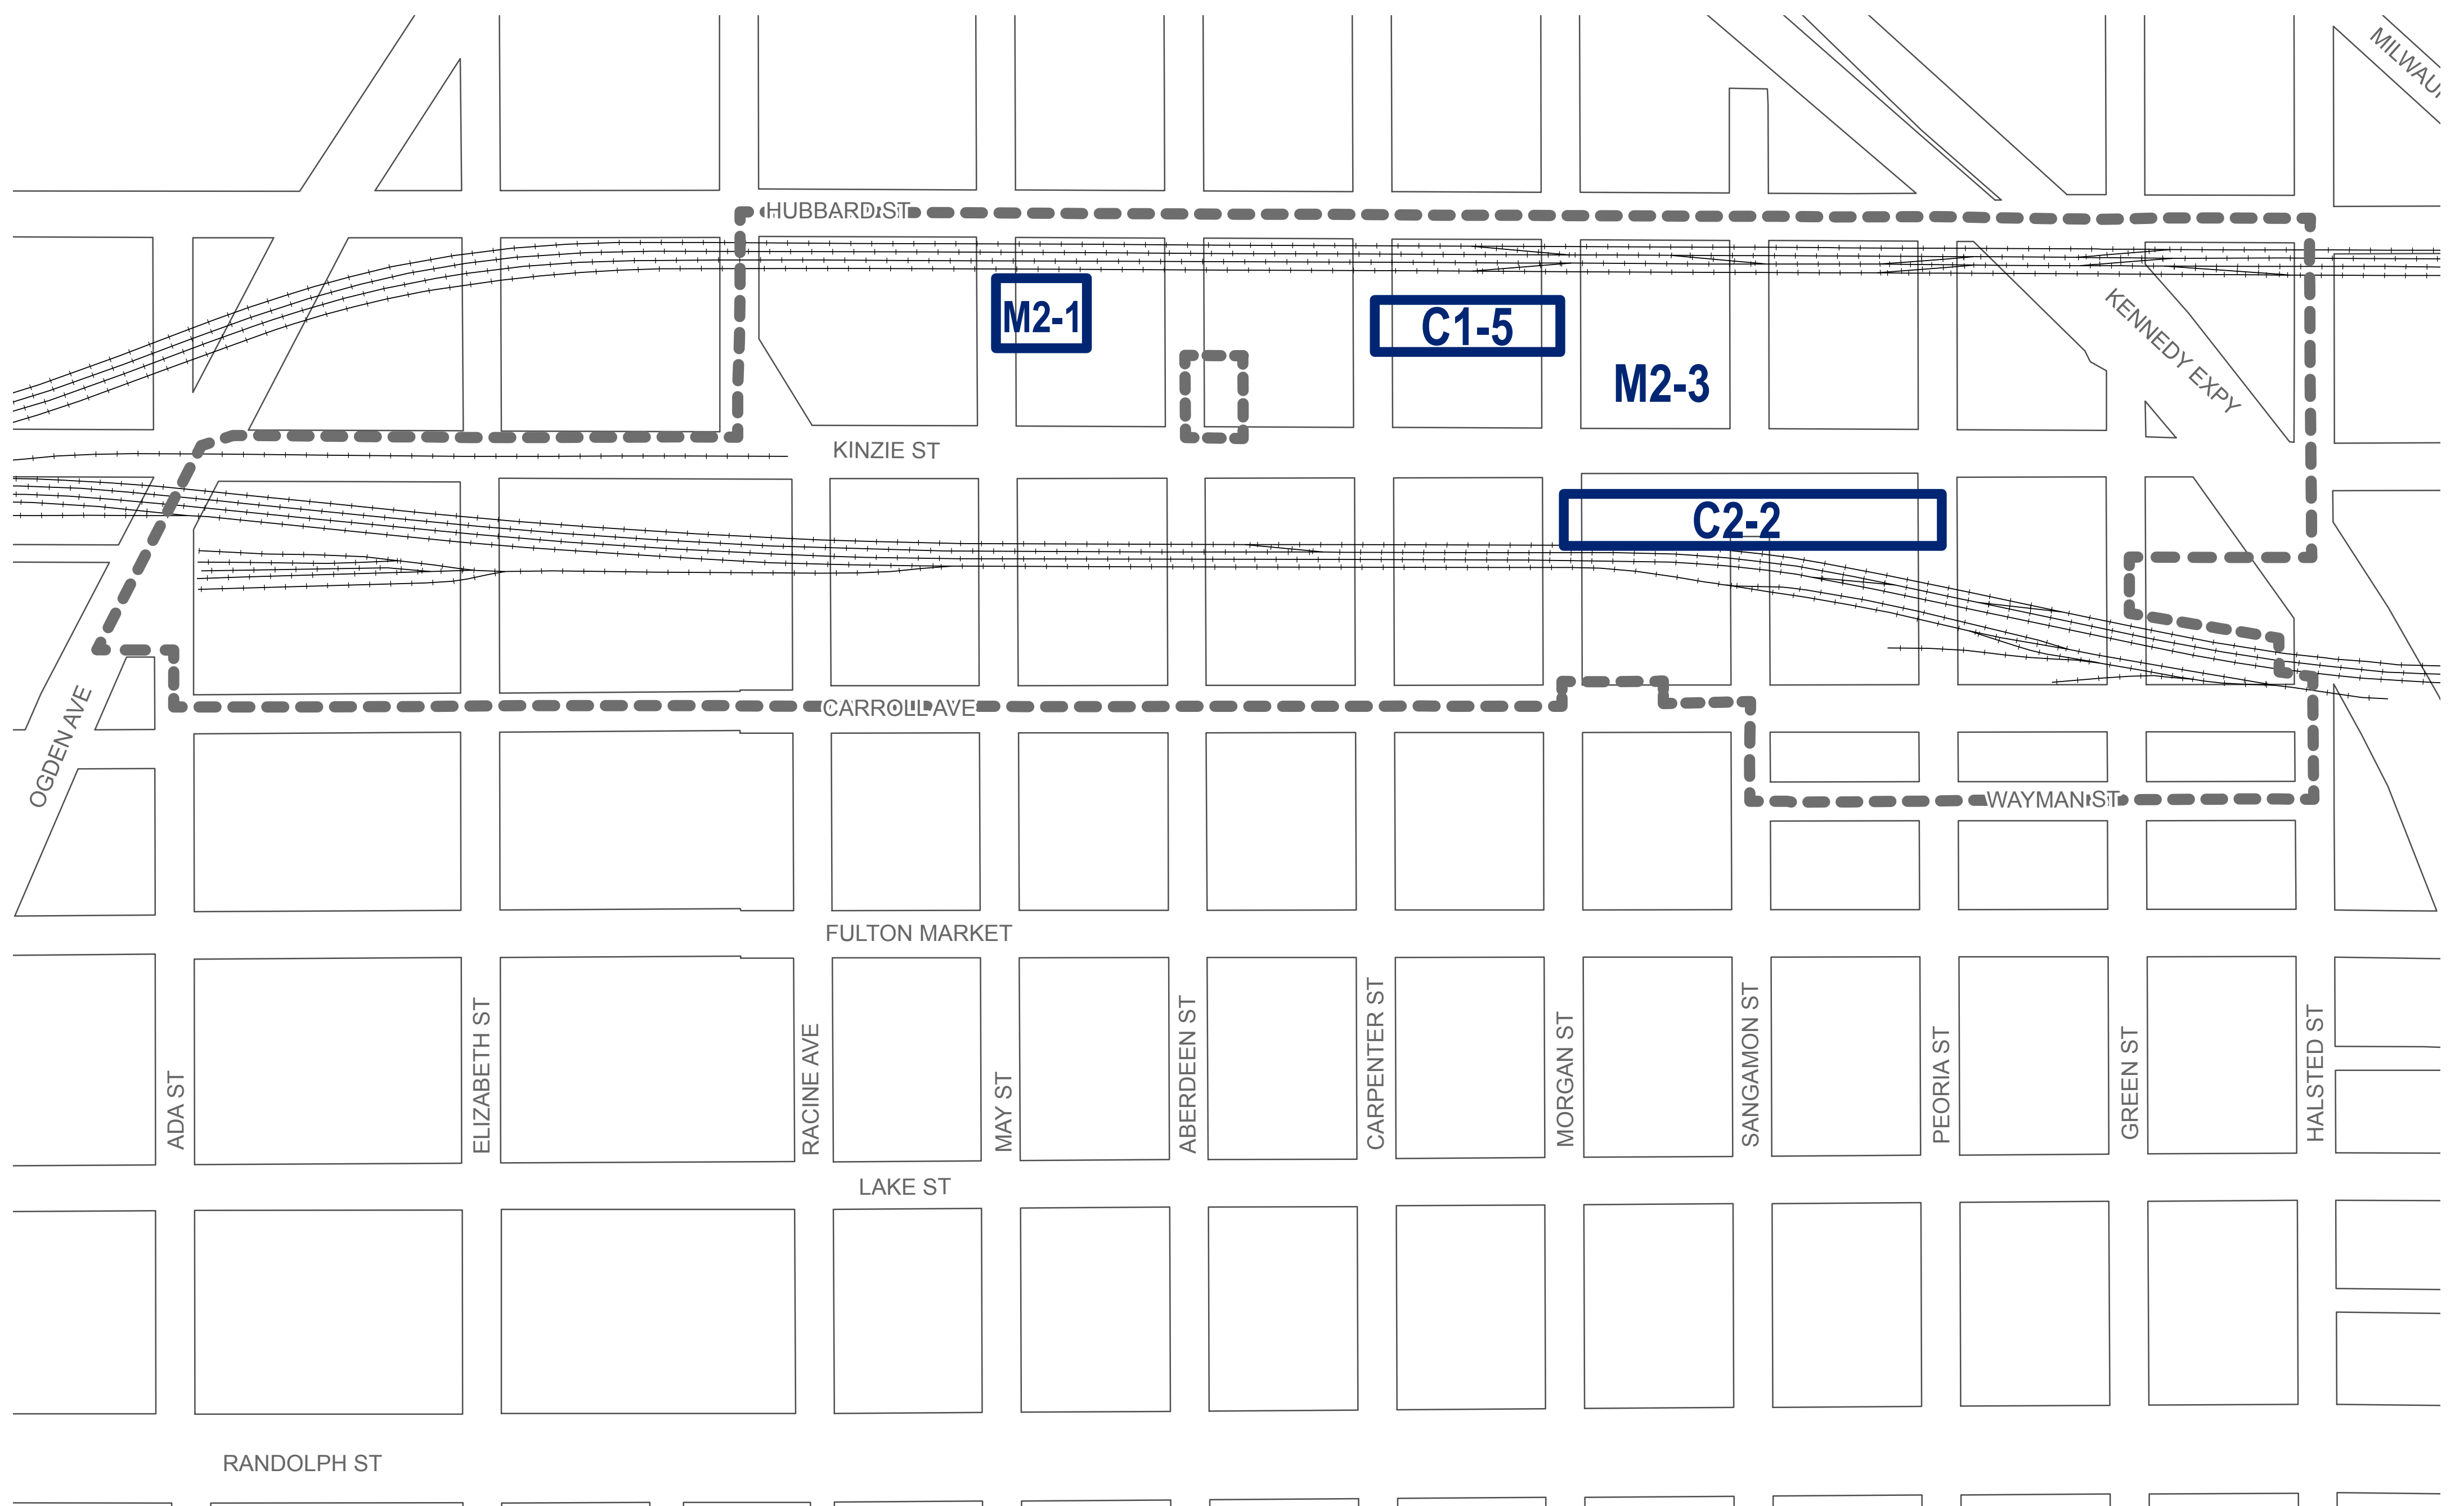 MILWAU
HUBBARD ST
KENNEDY EXPY
M2-1
C1-5
M2-3
KINZIE ST
C2-2
OGDEN AVE
CARROLL AVE
WAYMAN ST
FULTON MARKET
ADA ST
ELIZABETH ST
RACINE AVE
MAY ST
ABERDEEN ST
CARPENTER ST
MORGAN ST
SANGAMON ST
PEORIA ST
GREEN ST
HALSTED ST
LAKE ST
RANDOLPH ST